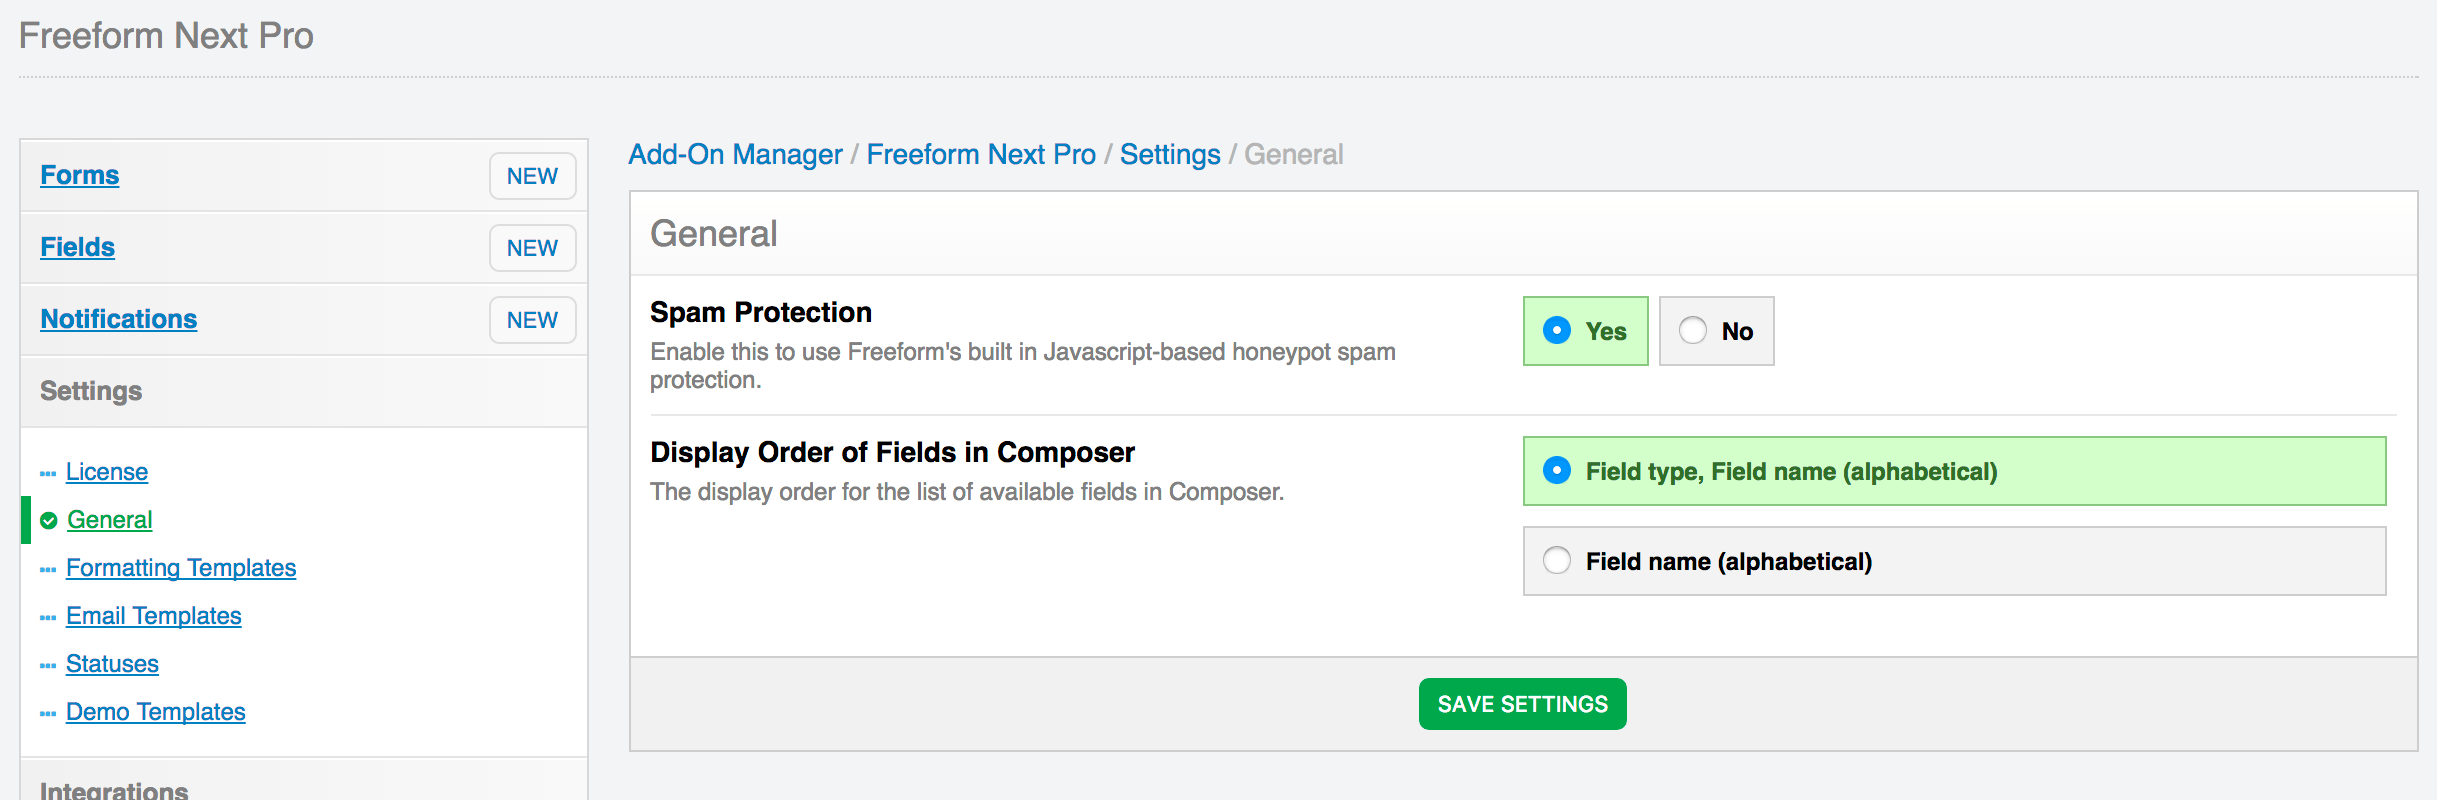 Freeform Next Pro
Forms NEW
Fields NEW
Notifications NEW
Settings
License
General
Formatting Templates
Email Templates
Statuses
Demo Templates
Integrations
Add-On Manager / Freeform Next Pro / Settings / General
General
Spam Protection
Enable this to use Freeform's built in Javascript-based honeypot spam
protection.
Yes No
Display Order of Fields in Composer
The display order for the list of available fields in Composer.
Field type, Field name (alphabetical)
Field name (alphabetical)
SAVE SETTINGS